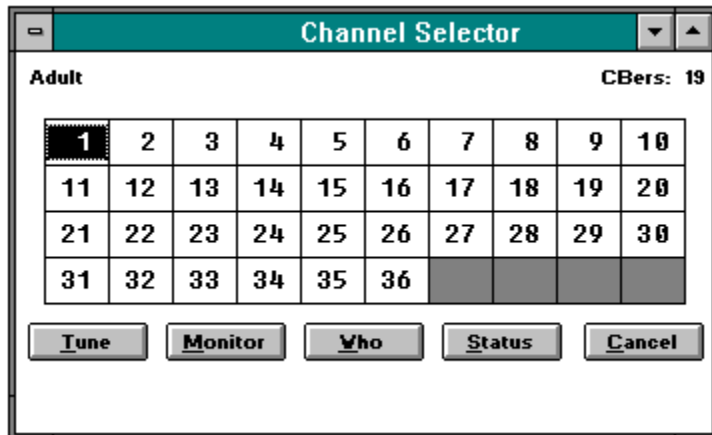 Channel Selector
Adult CBers: 19
1 2 3 4 5 6 7 8 9 10
11 12 13 14 15 16 17 18 19 20
21 22 23 24 25 26 27 28 29 30
31 32 33 34 35 36
Tune Monitor Who Status Cancel